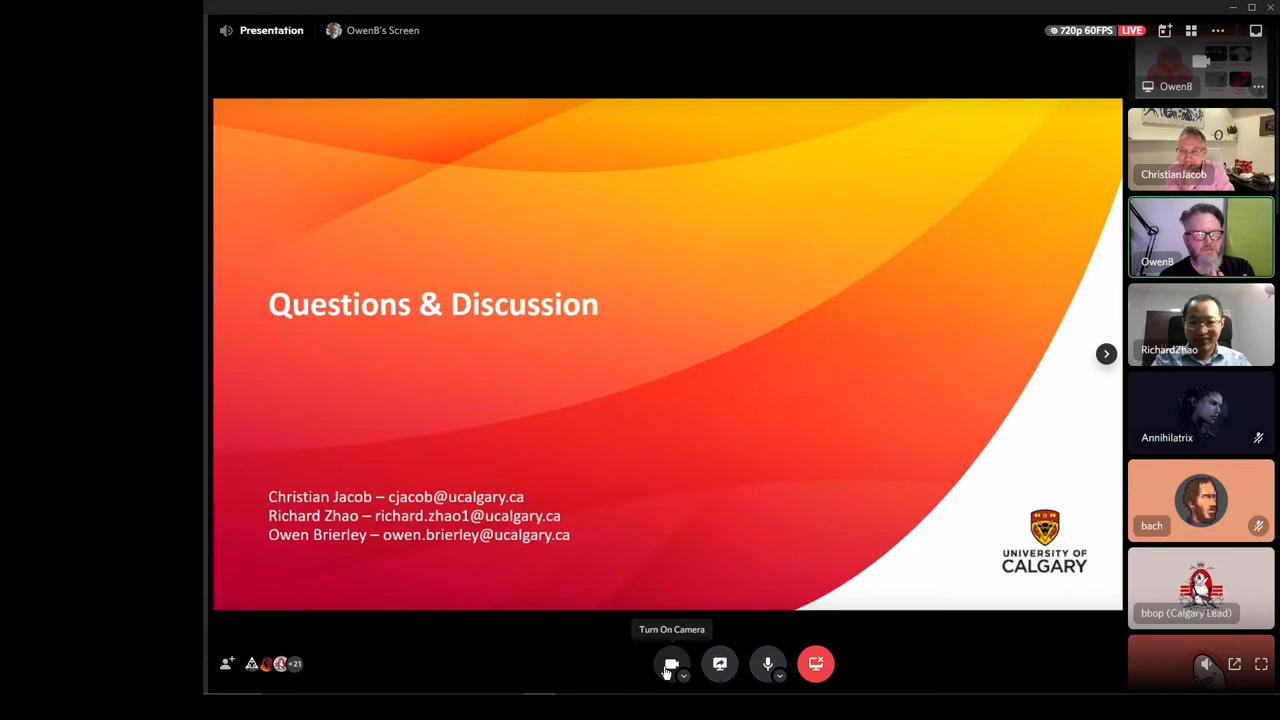 Presentation
OwenB's Screen
720p 60FPS
LIVE
OwenB
ChristianJacob
OwenB
RichardZhao
Annihilatrix
bach
bbop (Calgary Lead)
Questions & Discussion
Christian Jacob – cjacob@ucalgary.ca
Richard Zhao – richard.zhao1@ucalgary.ca
Owen Brierley – owen.brierley@ucalgary.ca
UNIVERSITY OF
CALGARY
Turn On Camera
+21